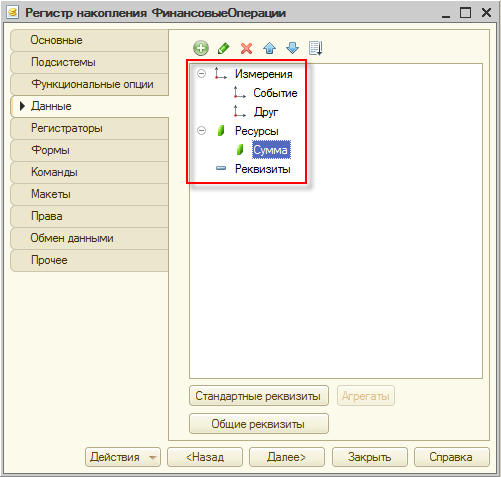 Регистр накопления ФинансовыеОперации
Основные
Подсистемы
Функциональные опции
Данные
Регистраторы
Формы
Команды
Макеты
Права
Обмен данными
Прочее
Измерения
Событие
Друг
Ресурсы
Сумма
Реквизиты
Стандартные реквизиты
Агрегаты
Общие реквизиты
Действия
<Назад
Далее>
Закрыть
Справка